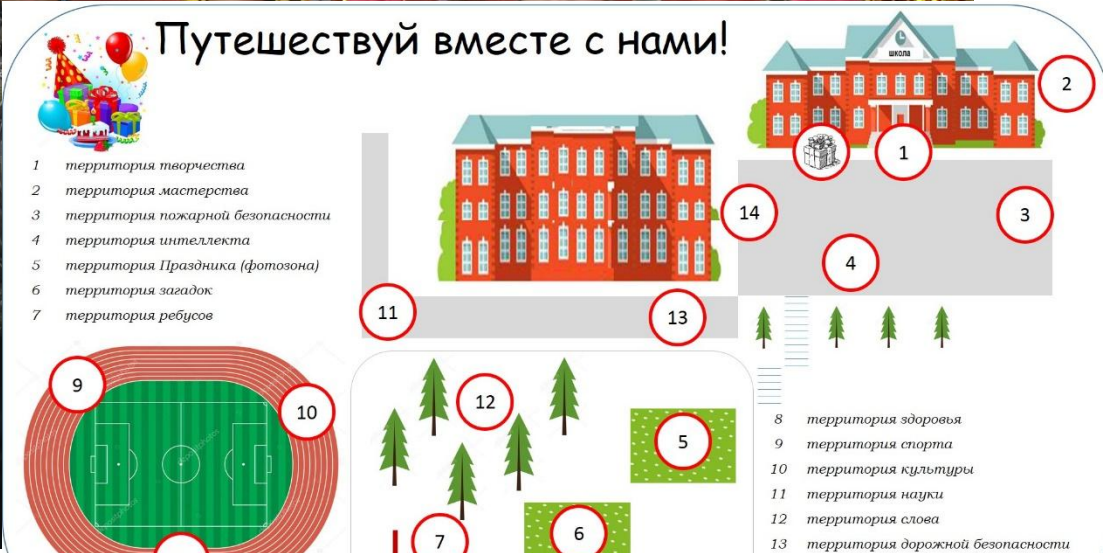 Путешествуй вместе с нами!
школа
2
1
1 территория творчества
2 территория мастерства
3 территория пожарной безопасности
4 территория интеллекта
5 территория Праздника (фотозона)
6 территория загадок
7 территория ребусов
14
3
4
11
13
9
10
12
5
7
6
8 территория здоровья
9 территория спорта
10 территория культуры
11 территория науки
12 территория слова
13 территория дорожной безопасности